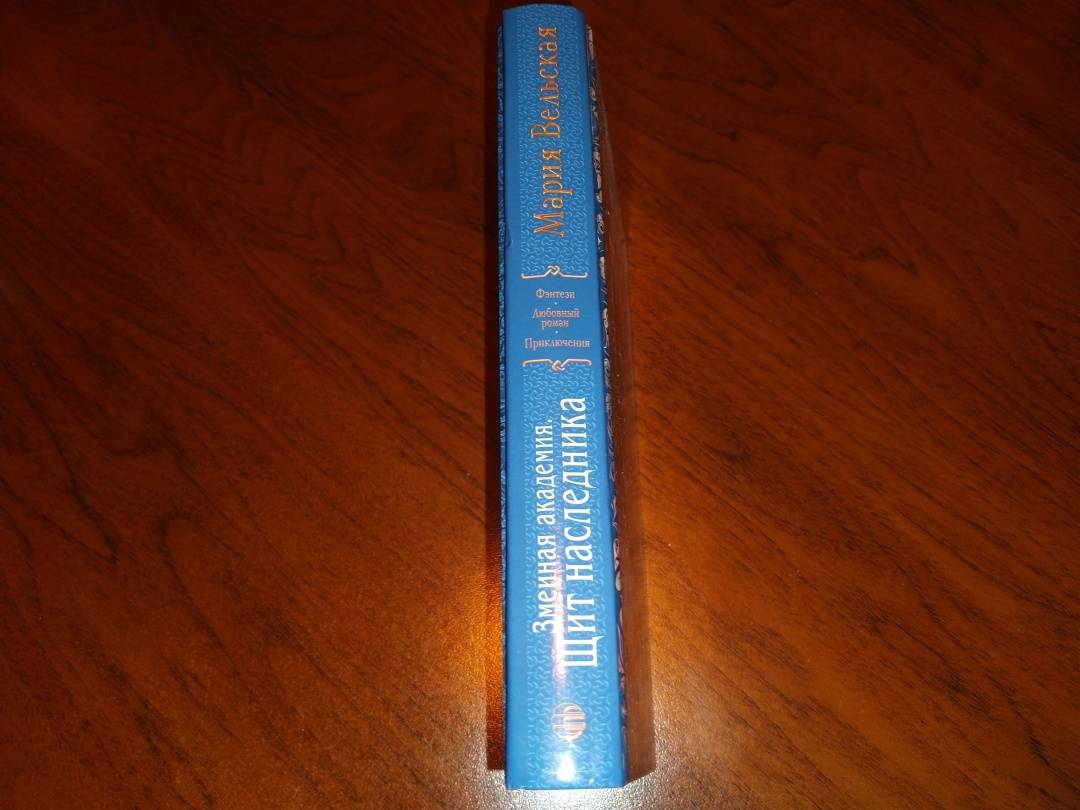 Мария Вельская
Фэнтези
Любовный
роман
Приключения
Змеиная академия.
Щит наследника